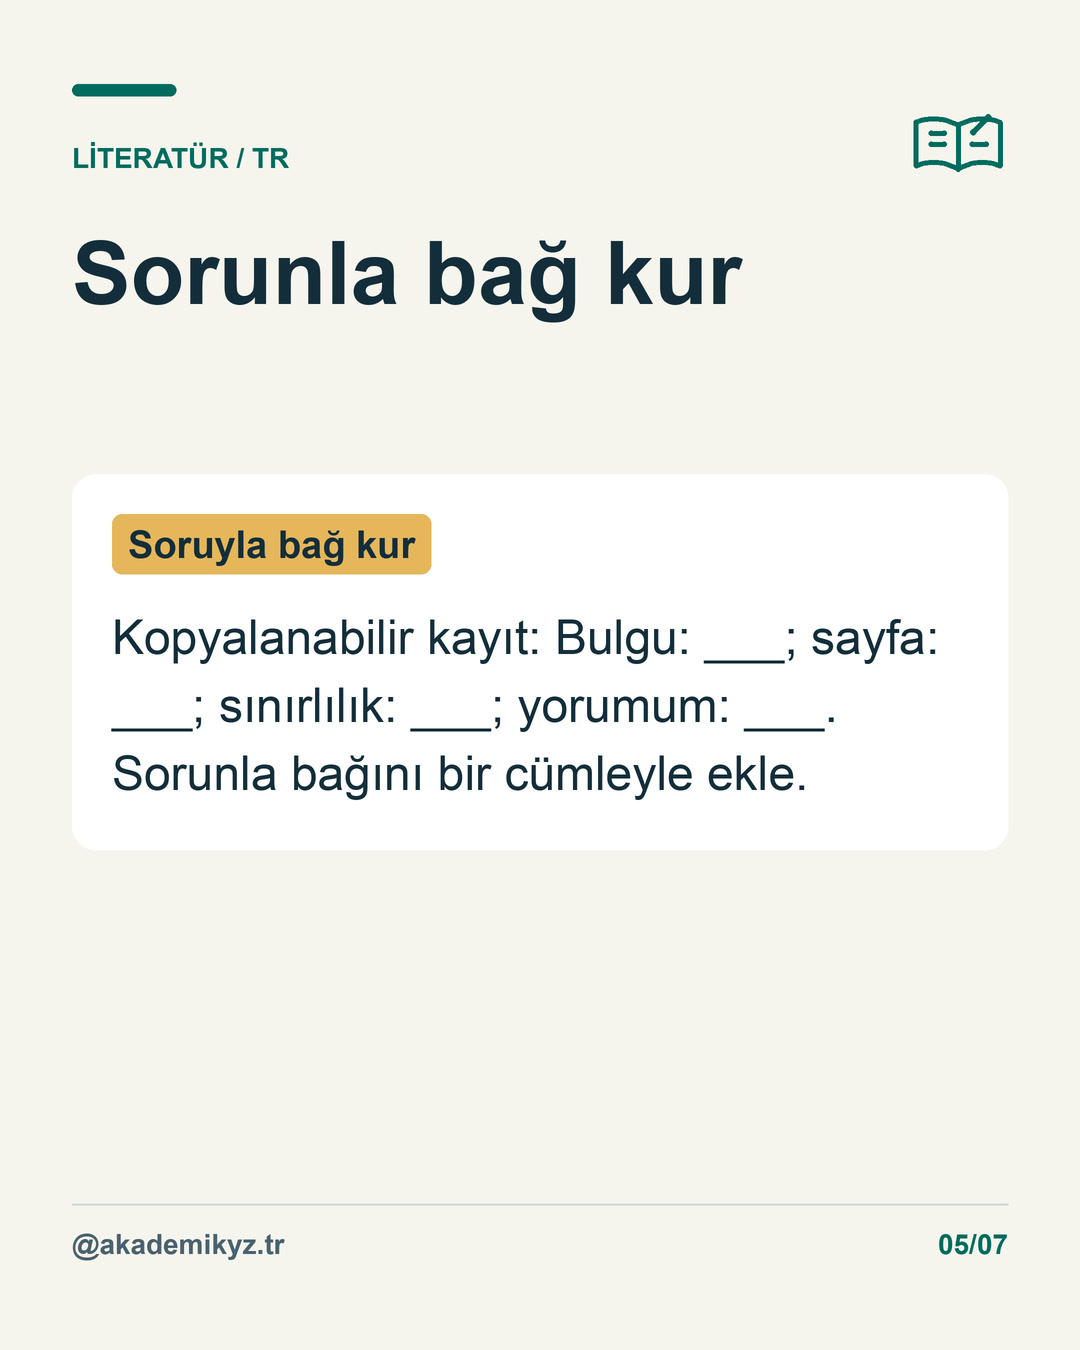 LİTERATÜR / TR
Sorunla bağ kur
Soruyla bağ kur
Kopyalanabilir kayıt: Bulgu: ___; sayfa:
___; sınırlılık: ___; yorumum: ___.
Sorunla bağını bir cümleyle ekle.
@akademikyz.tr
05/07